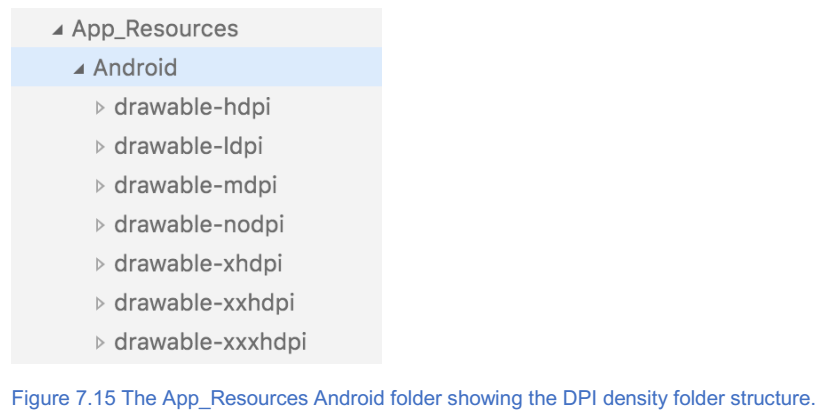 App_Resources
Android
drawable-hdpi
drawable-ldpi
drawable-mdpi
drawable-nodpi
drawable-xhdpi
drawable-xxhdpi
drawable-xxxhdpi
Figure 7.15 The App_Resources Android folder showing the DPI density folder structure.